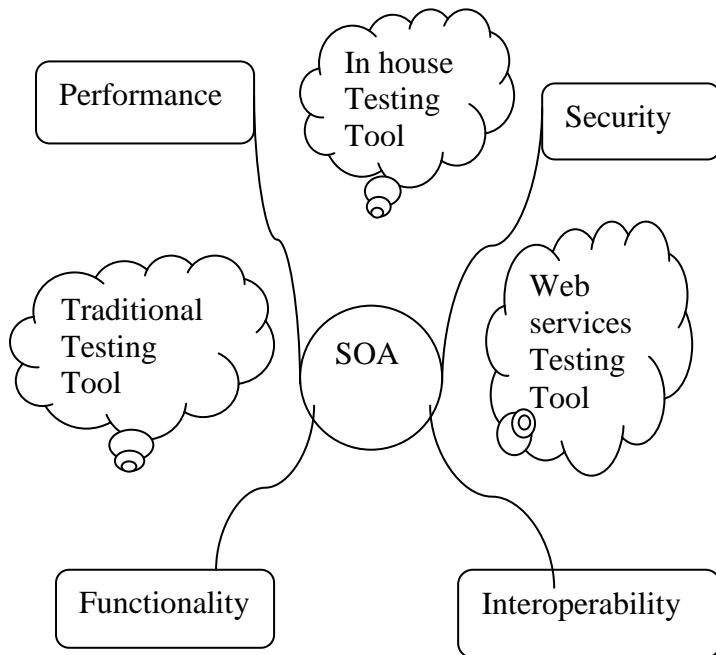 Performance
In house
Testing
Tool
Security
Traditional
Testing
Tool
SOA
Web
services
Testing
Tool
Functionality
Interoperability